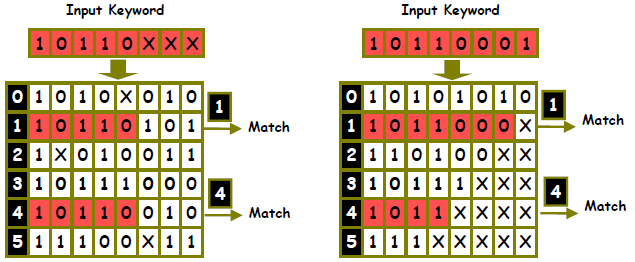 Input Keyword
1 0 1 1 0 X X X
0 1 0 1 0 X 0 1 0
1 1 0 1 1 0 1 0 1
1
Match
2 1 X 0 1 0 0 1 1
3 1 0 1 1 1 0 0 0
4 1 0 1 1 0 0 1 0
4
Match
5 1 1 1 0 0 X 1 1
Input Keyword
1 0 1 1 0 0 0 1
0 1 0 1 0 1 0 1 0
1 1 0 1 1 0 0 0 X
1
Match
2 1 1 0 1 0 0 X X
3 1 0 1 1 1 X X X
4 1 0 1 1 X X X X
4
Match
5 1 1 1 X X X X X